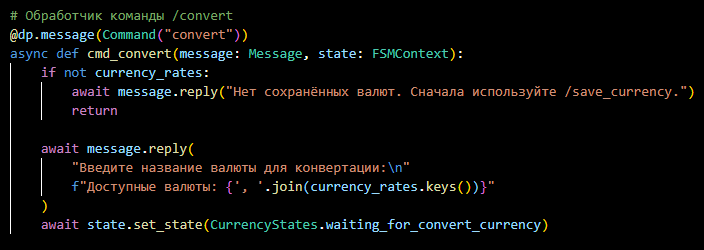 # Обработчик команды /convert
@dp.message(Command("convert"))
async def cmd_convert(message: Message, state: FSMContext):
    if not currency_rates:
        await message.reply("Нет сохранённых валют. Сначала используйте /save_currency.")
        return

    await message.reply(
        "Введите название валюты для конвертации:\n"
        f"Доступные валюты: {', '.join(currency_rates.keys())}"
    )
    await state.set_state(CurrencyStates.waiting_for_convert_currency)